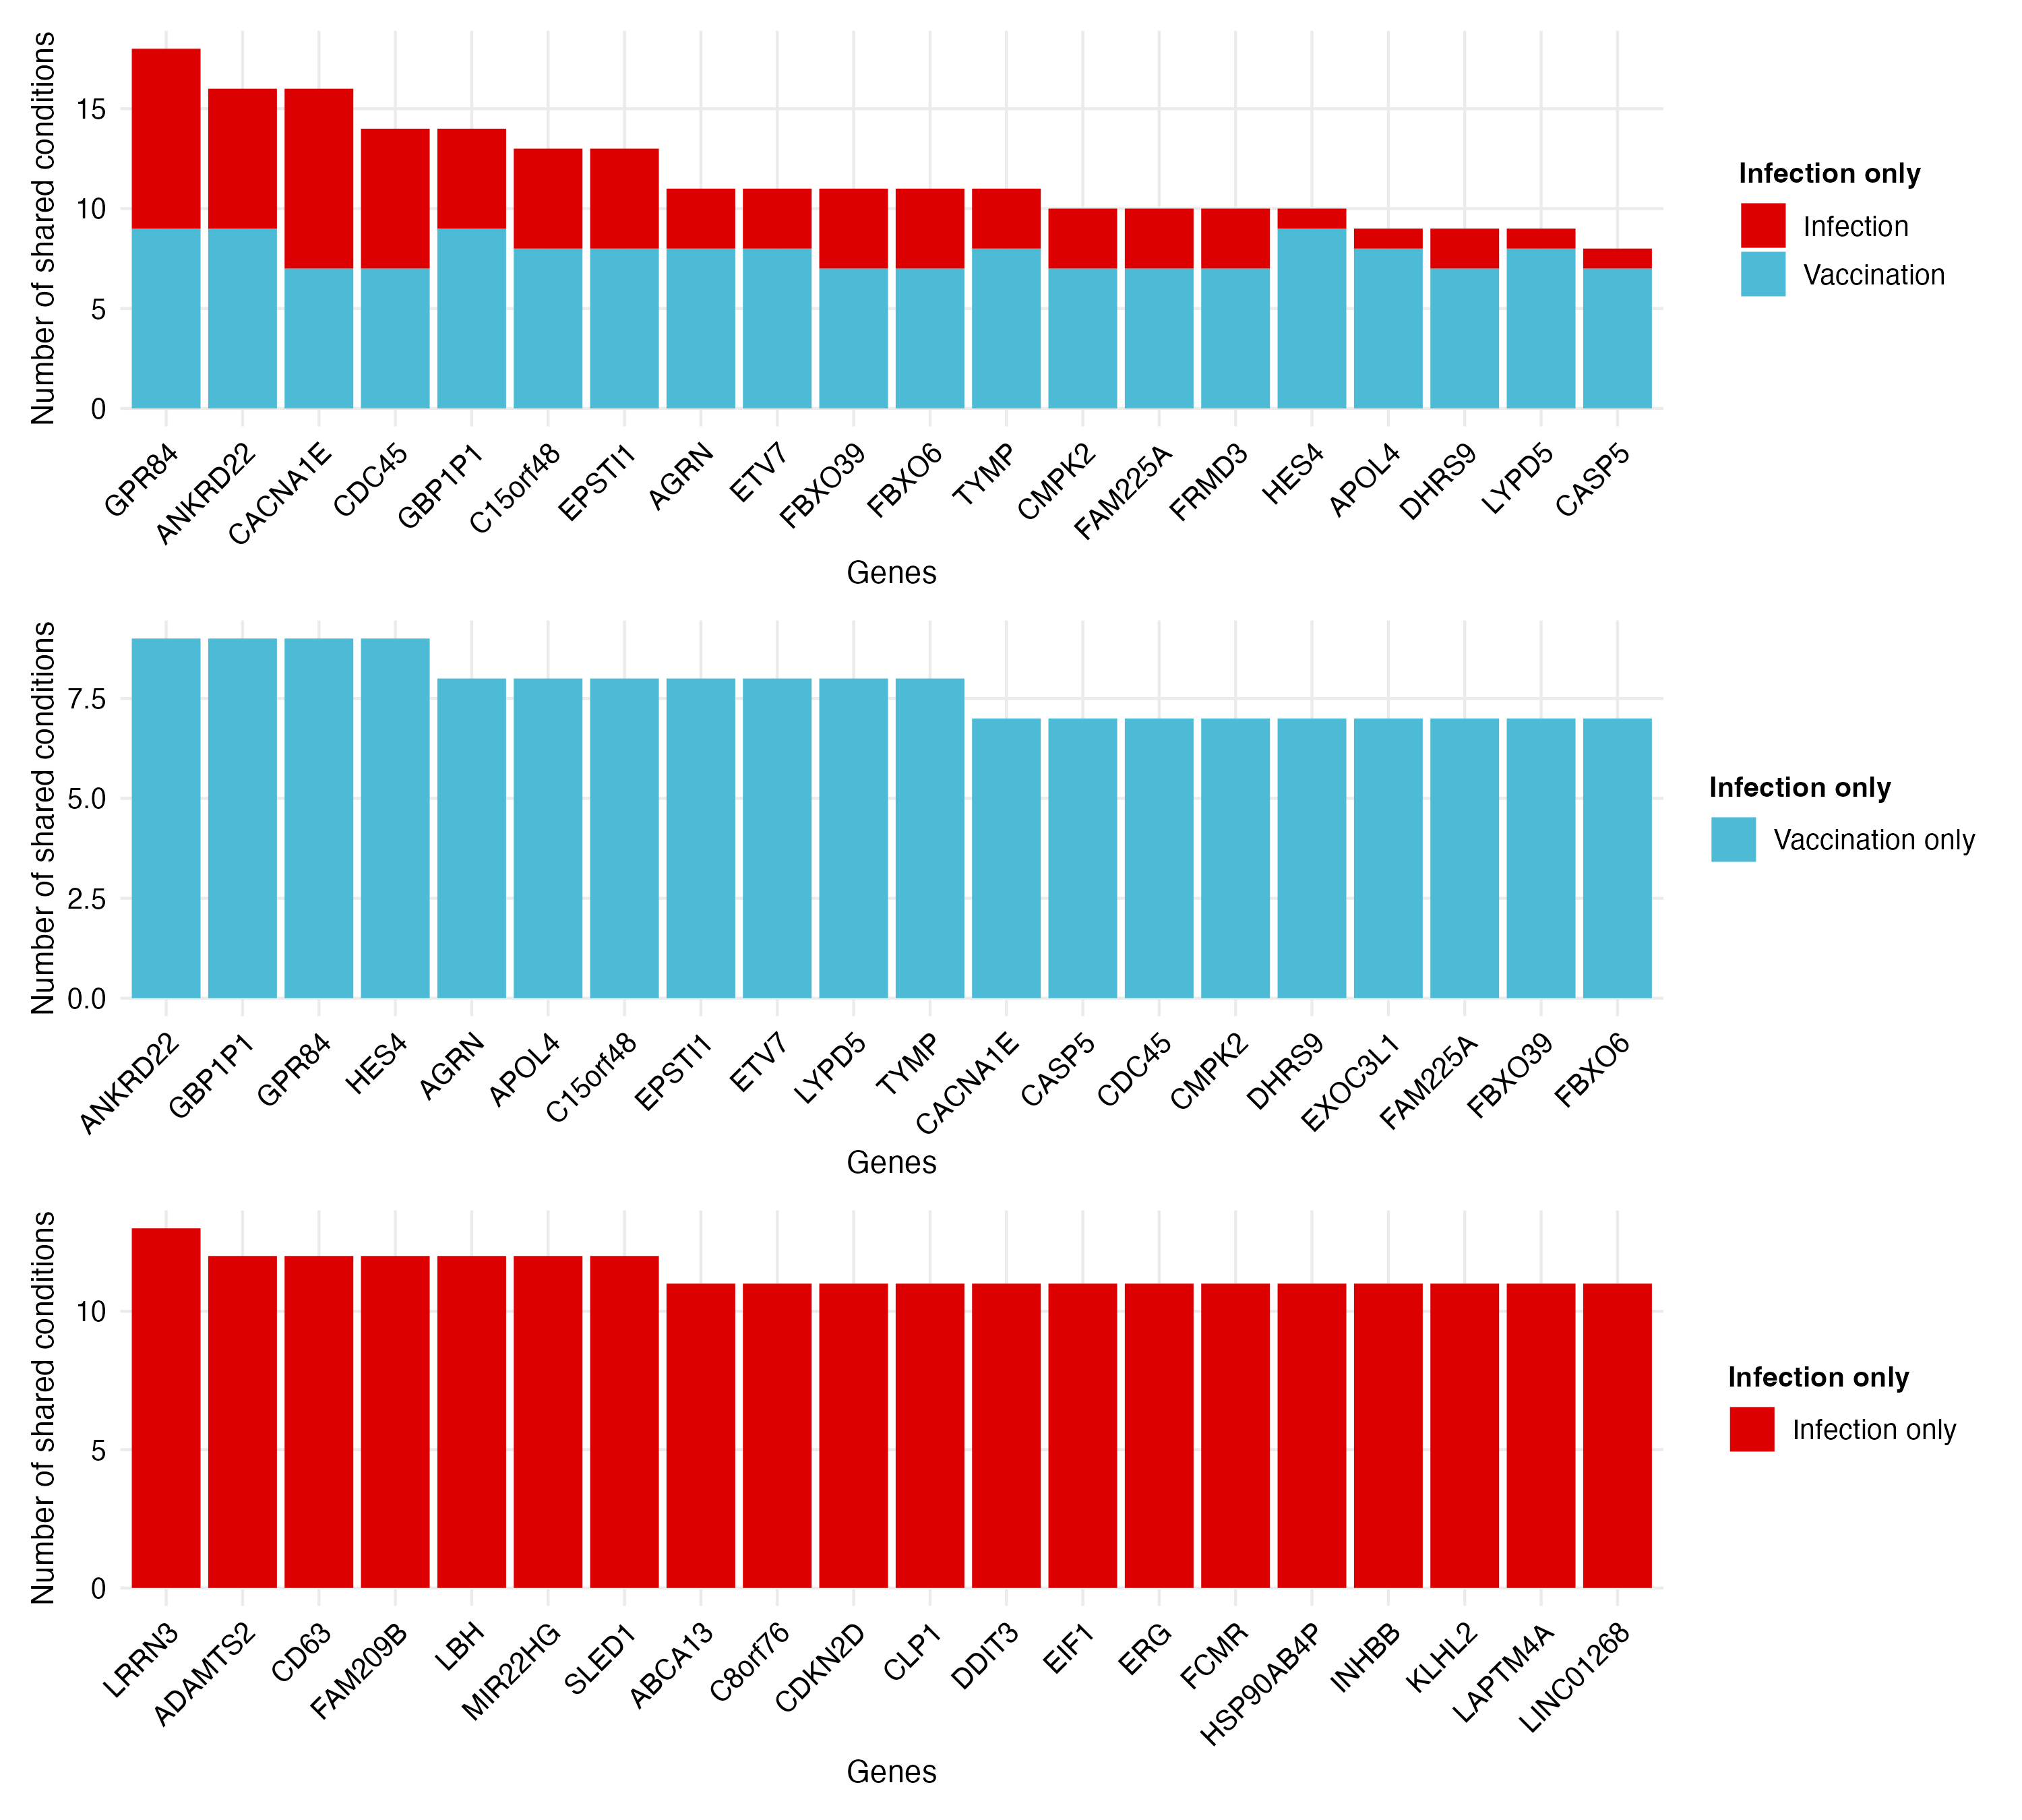 Number of shared conditions
15
10
5
0
GPR84
ANKRD22
CACNA1E
CDC45
GBP1P1
C15orf48
EPSTI1
AGRN
ETV7
FBXO39
FBXO6
TYMP
CMPK2
FAM225A
FRMD3
HES4
APOL4
DHRS9
LYPD5
CASP5
Genes
Infection only
Infection
Vaccination
Number of shared conditions
7.5
5.0
2.5
0.0
ANKRD22
GBP1P1
GPR84
HES4
AGRN
APOL4
C15orf48
EPSTI1
ETV7
LYPD5
TYMP
CACNA1E
CASP5
CDC45
CMPK2
DHRS9
EXOC3L1
FAM225A
FBXO39
FBXO6
Genes
Infection only
Vaccination only
Number of shared conditions
10
5
0
LRRN3
ADAMTS2
CD63
FAM209B
LBH
MIR22HG
SLED1
ABCA13
C8orf76
CDKN2D
CLP1
DDIT3
EIF1
ERG
FCMR
HSP90AB4P
INHBB
KLHL2
LAPTM4A
LINC01268
Genes
Infection only
Infection only